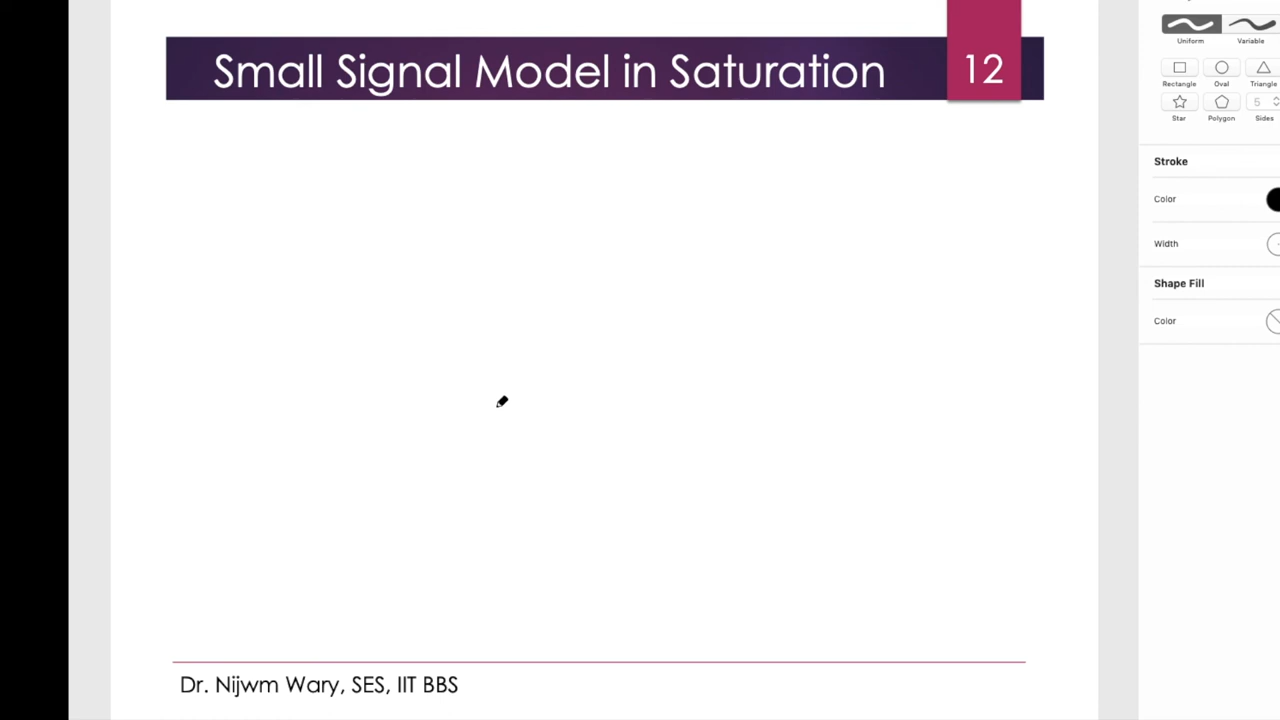 Small Signal Model in Saturation
12
Uniform Variable
Rectangle Oval Triangle
5
Star Polygon Sides
Stroke
Color
Width
Shape Fill
Color
Dr. Nijwm Wary, SES, IIT BBS